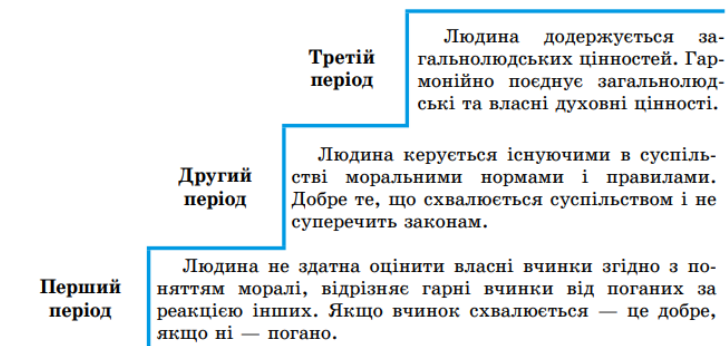 Третій
період
Людина додержується за-
гальнолюдських цінностей. Гар-
монійно поєднує загальнолюд-
ські та власні духовні цінності.
Другий
період
Людина керується існуючими в суспіль-
стві моральними нормами і правилами.
Добре те, що схвалюється суспільством і не
суперечить законам.
Перший
період
Людина не здатна оцінити власні вчинки згідно з по-
няттям моралі, відрізняє гарні вчинки від поганих за
реакцією інших. Якщо вчинок схвалюється — це добре,
якщо ні — погано.